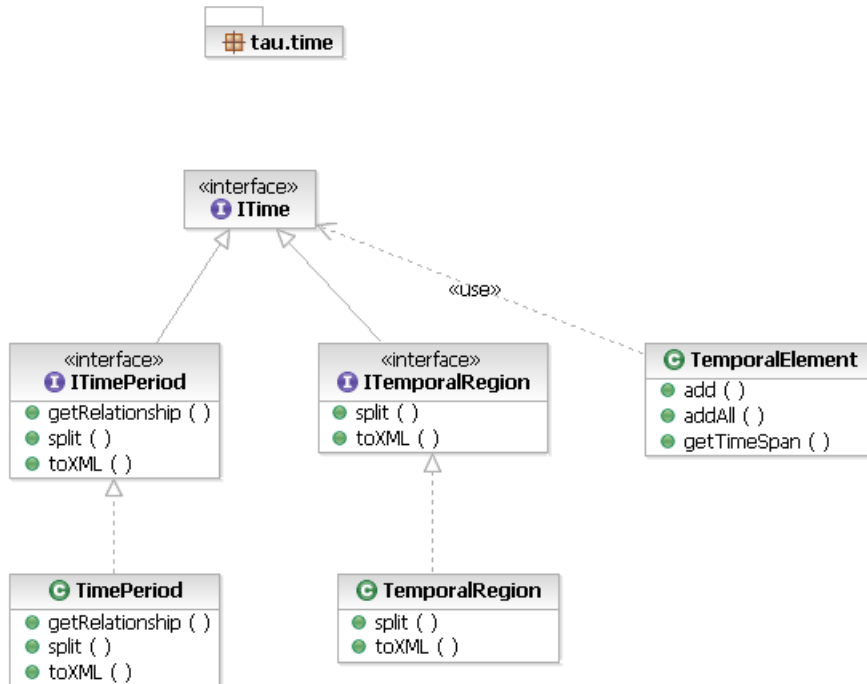 tau.time
«interface»
ITime
«use»
«interface»
ITimePeriod
getRelationship ( )
split ( )
toXML ( )
«interface»
ITemporalRegion
split ( )
toXML ( )
TemporalElement
add ( )
addAll ( )
getTimeSpan ( )
TimePeriod
getRelationship ( )
split ( )
toXML ( )
TemporalRegion
split ( )
toXML ( )